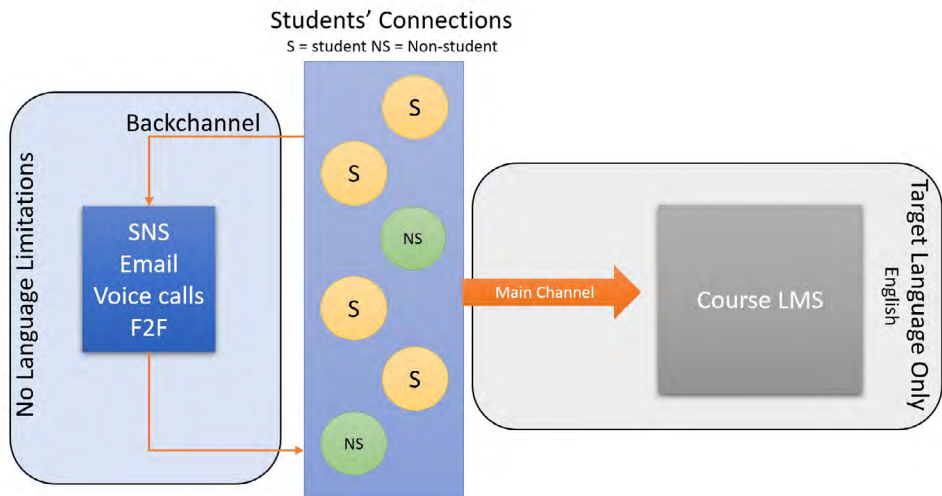 Students’ Connections
S = student NS = Non-student
No Language Limitations
Backchannel
SNS
Email
Voice calls
F2F
S
S
NS
S
S
NS
Main Channel
Course LMS
Target Language Only
English